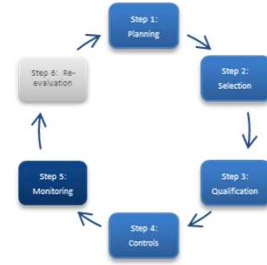 Step 1:
Planning
Step 2:
Selection
Step 3:
Qualification
Step 4:
Controls
Step 5:
Monitoring
Step 6: Re-
evaluation